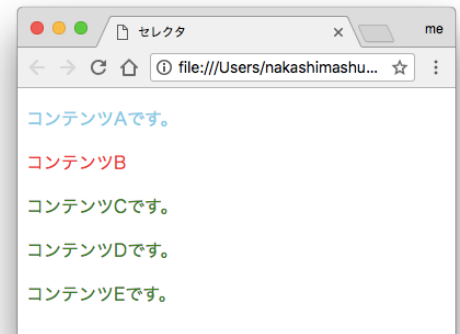 セレクタ
me
file:///Users/nakashimashu...
コンテンツAです。
コンテンツB
コンテンツCです。
コンテンツDです。
コンテンツEです。